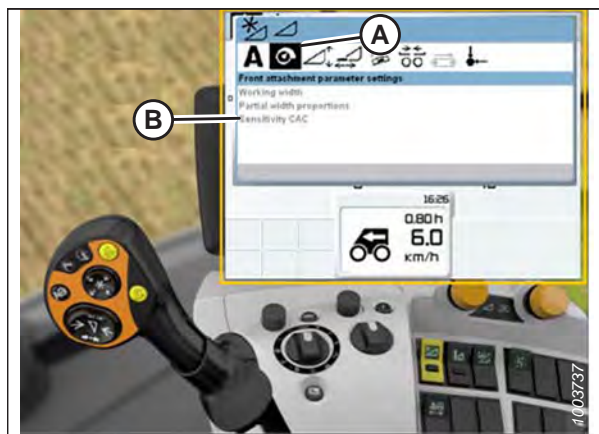 A
A
Front attachment parameter settings
Working width
Partial width proportions
B
Sensitivity CAC
16:26
0.80 h
6.0
km/h
1003737